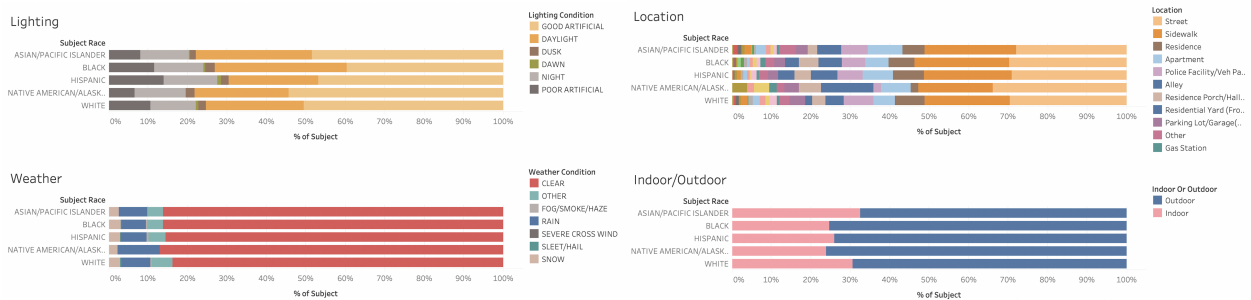 Lighting
Subject Race
ASIAN/PACIFIC ISLANDER
BLACK
HISPANIC
NATIVE AMERICAN/ALASK..
WHITE
0% 10% 20% 30% 40% 50% 60% 70% 80% 90% 100%
% of Subject
Lighting Condition
GOOD ARTIFICIAL
DAYLIGHT
DUSK
DAWN
NIGHT
POOR ARTIFICIAL
Location
Subject Race
ASIAN/PACIFIC ISLANDER
BLACK
HISPANIC
NATIVE AMERICAN/ALASK..
WHITE
0% 10% 20% 30% 40% 50% 60% 70% 80% 90% 100%
% of Subject
Location
Street
Sidewalk
Residence
Apartment
Police Facility/Veh Pa..
Alley
Residence Porch/Hall..
Residential Yard (Fro..
Parking Lot/Garage(..
Other
Gas Station
Weather
Subject Race
ASIAN/PACIFIC ISLANDER
BLACK
HISPANIC
NATIVE AMERICAN/ALASK..
WHITE
0% 10% 20% 30% 40% 50% 60% 70% 80% 90% 100%
% of Subject
Weather Condition
CLEAR
OTHER
FOG/SMOKE/HAZE
RAIN
SEVERE CROSS WIND
SLEET/HAIL
SNOW
Indoor/Outdoor
Subject Race
ASIAN/PACIFIC ISLANDER
BLACK
HISPANIC
NATIVE AMERICAN/ALASK..
WHITE
0% 10% 20% 30% 40% 50% 60% 70% 80% 90% 100%
% of Subject
Indoor Or Outdoor
Outdoor
Indoor